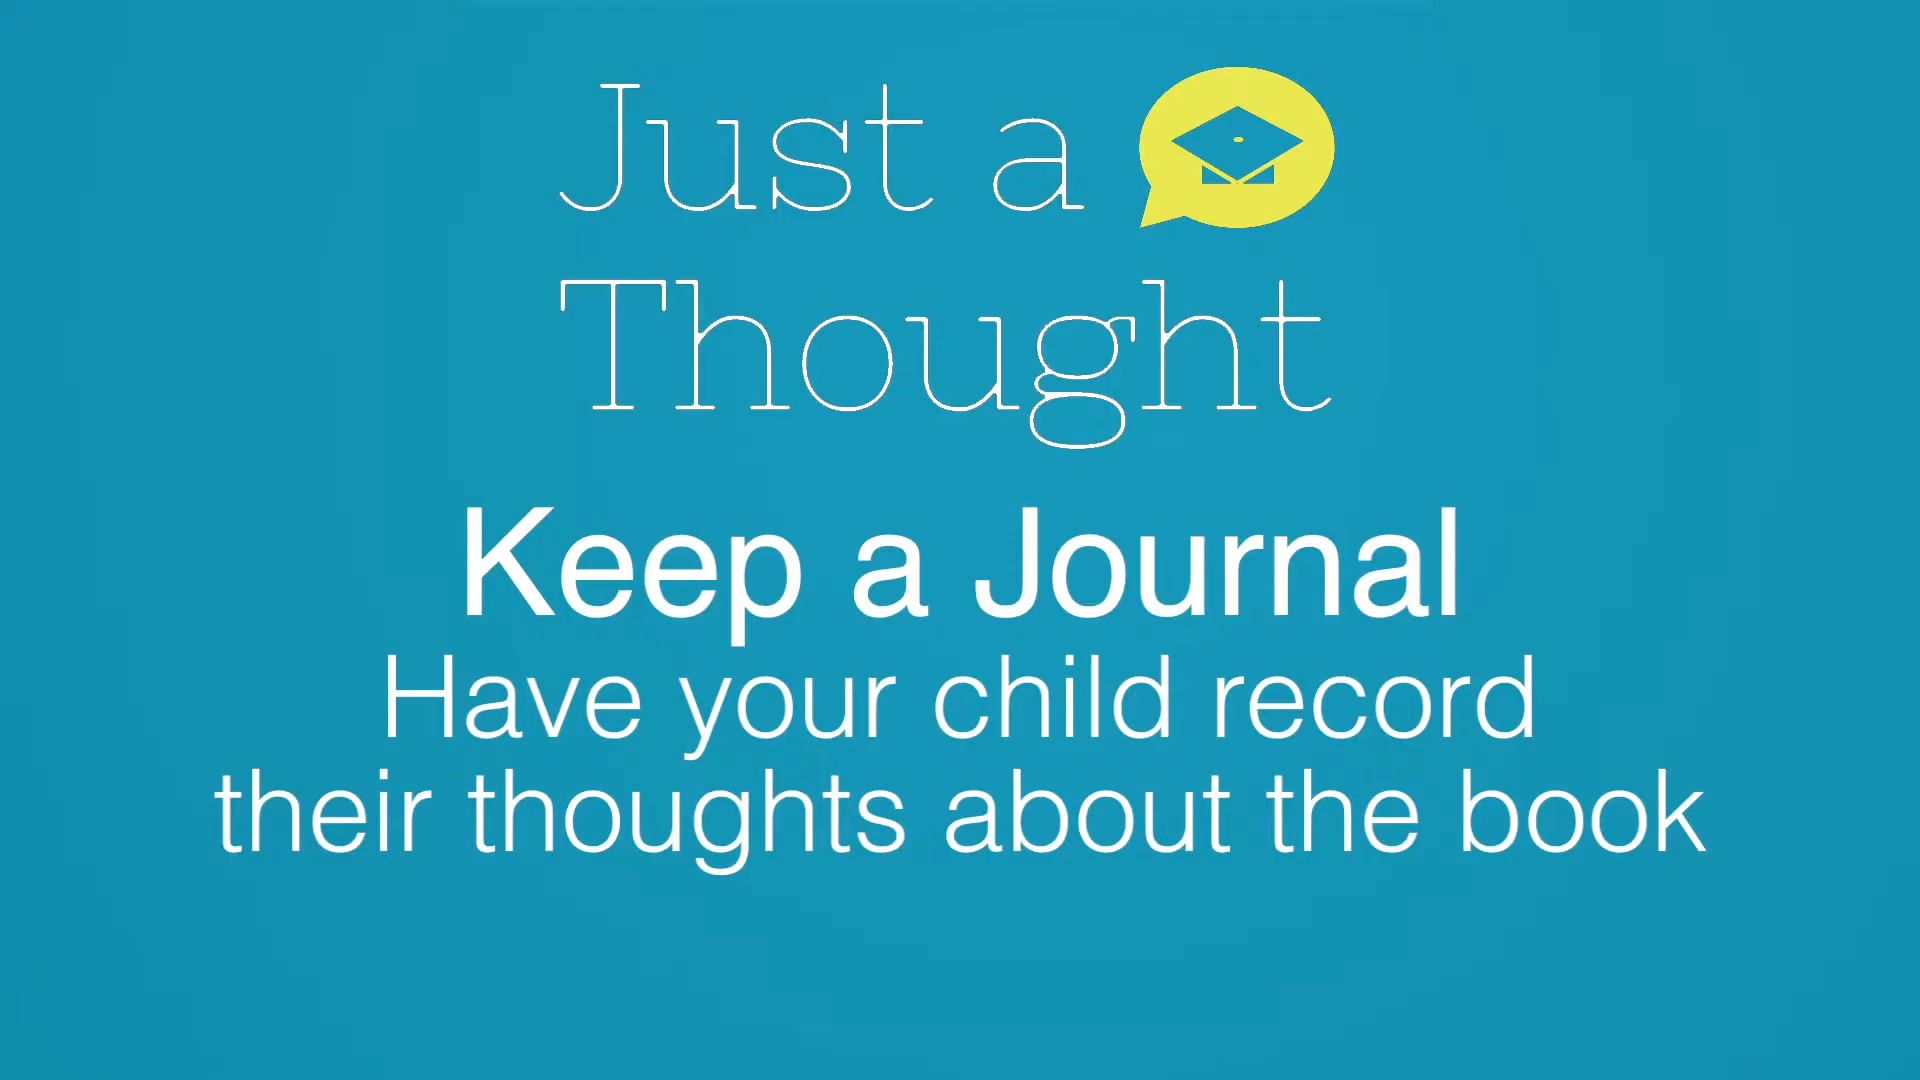 Just a
Thought
Keep a Journal
Have your child record
their thoughts about the book